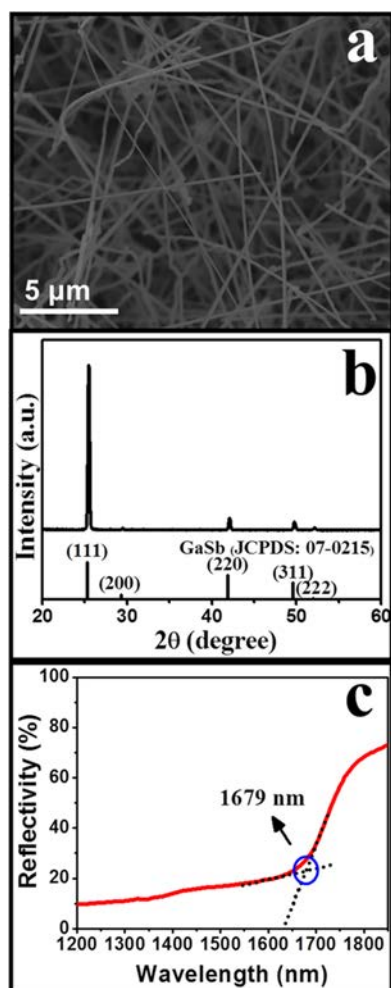 a
5 μm
b
Intensity (a.u.)
GaSb (JCPDS: 07-0215)
(111)
(200)
(220)
(311)
(222)
20 30 40 50 60
2θ (degree)
c
Reflectivity (%)
100
80
60
40
20
0
1679 nm
1200 1300 1400 1500 1600 1700 1800
Wavelength (nm)